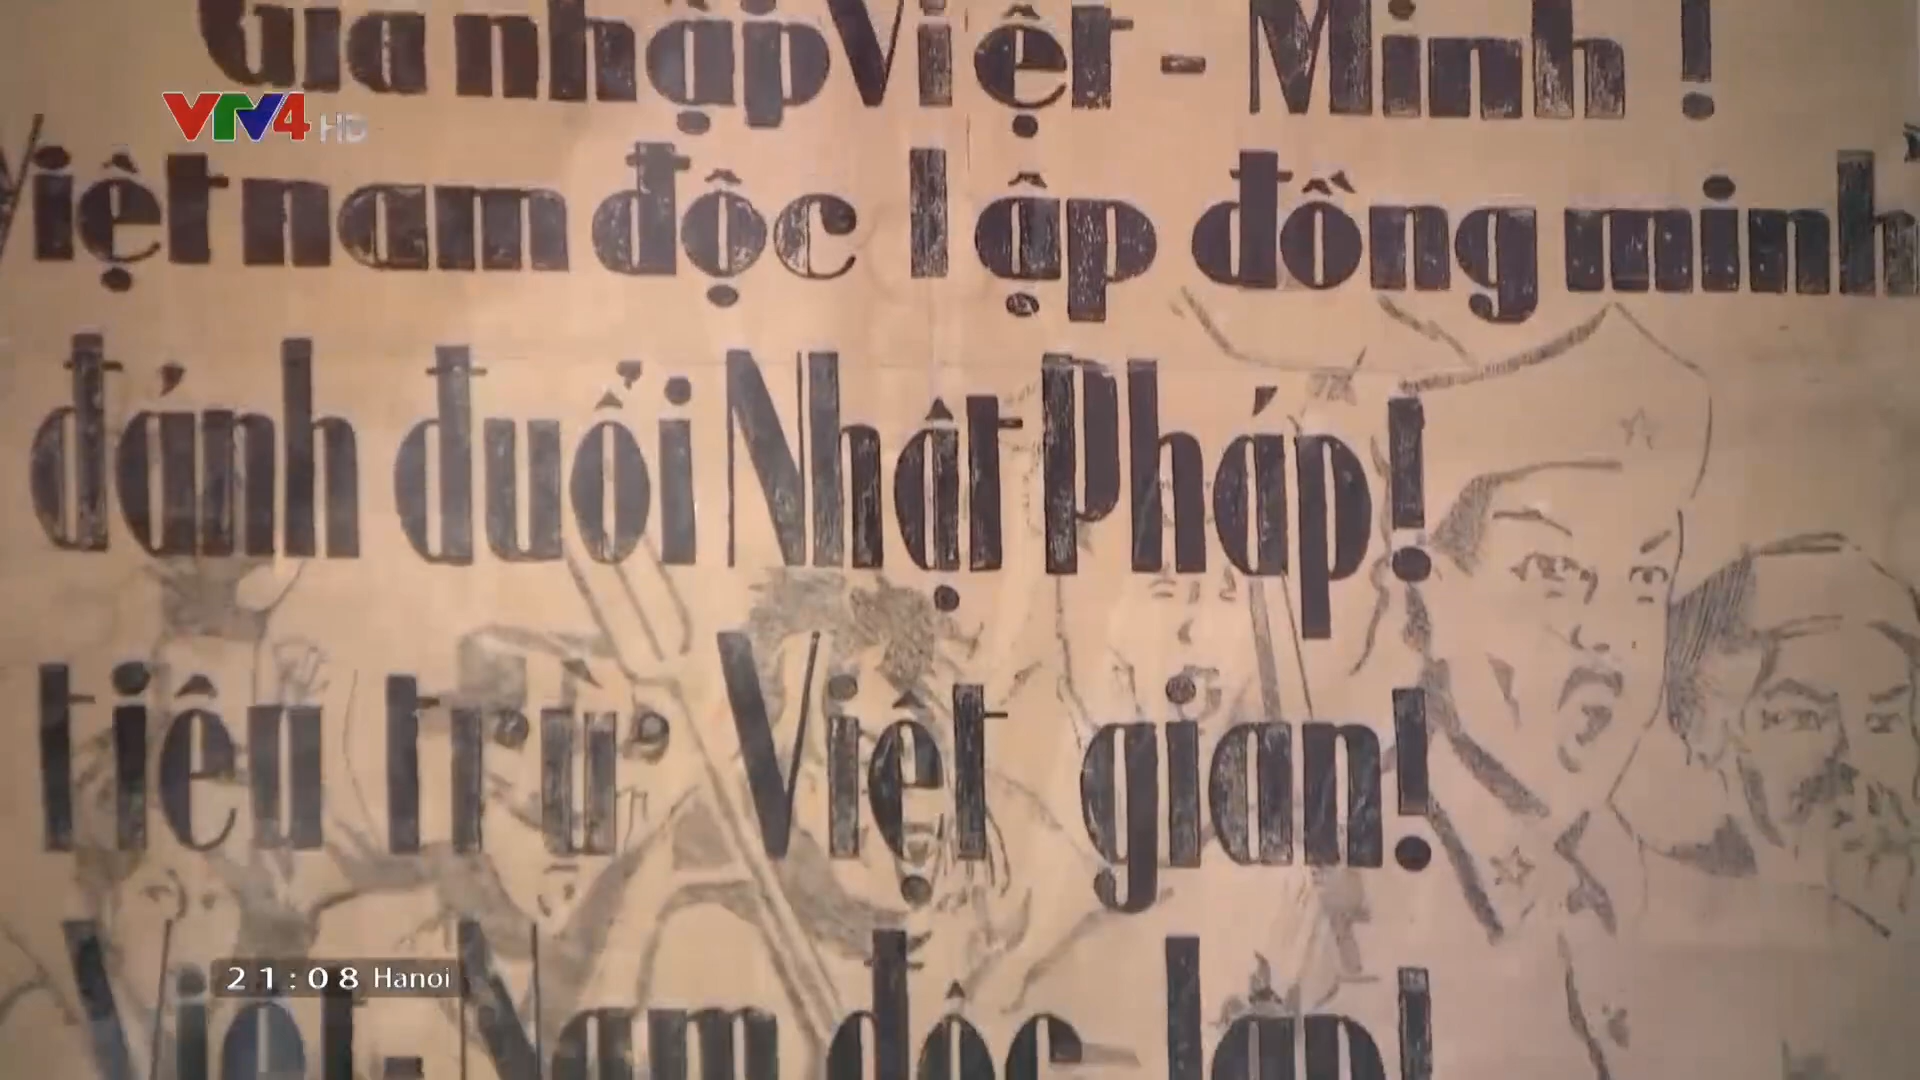 Gia nhập Việt - Minh !
VTV4 HD
Việt nam độc lập đồng minh
đánh đuổi Nhật Pháp!
tiêu trừ Việt gian!
21:08 Hanoi
Việt - Nam độc lập!